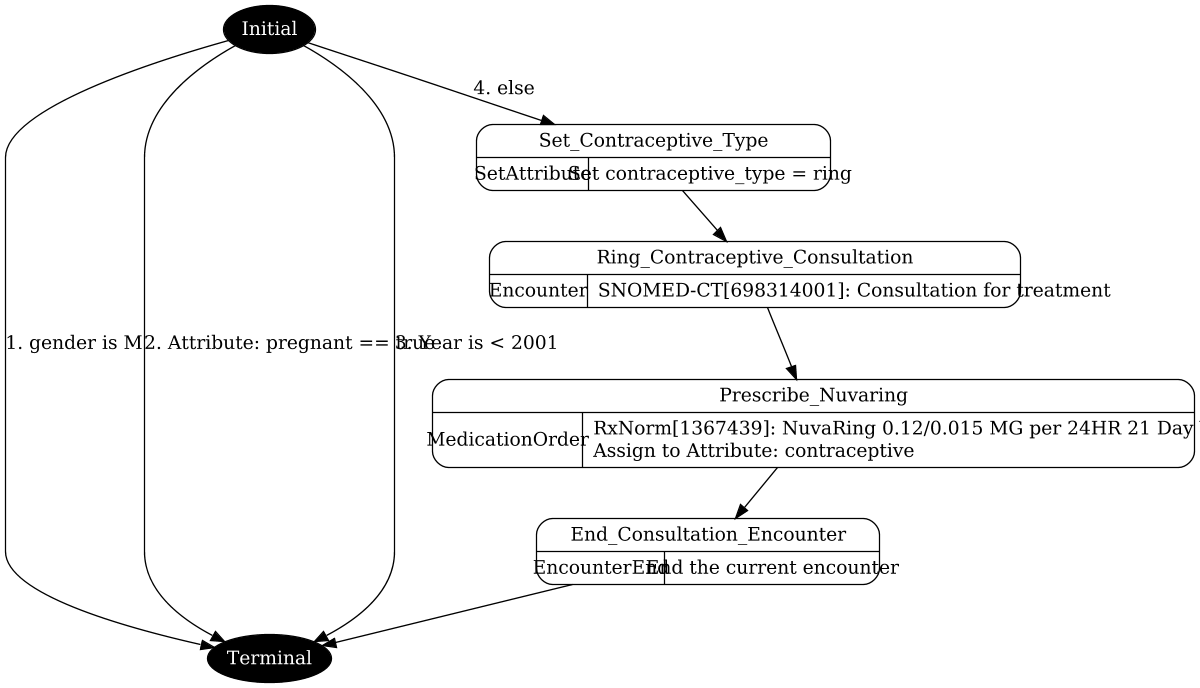 Initial
4. else
Set_Contraceptive_Type
SetAttribute
Set contraceptive_type = ring
Ring_Contraceptive_Consultation
Encounter
SNOMED-CT[698314001]: Consultation for treatment
1. gender is M
2. Attribute: pregnant == true
3. Year is < 2001
Prescribe_Nuvaring
MedicationOrder
RxNorm[1367439]: NuvaRing 0.12/0.015 MG per 24HR 21 Day
Assign to Attribute: contraceptive
End_Consultation_Encounter
EncounterEnd
End the current encounter
Terminal